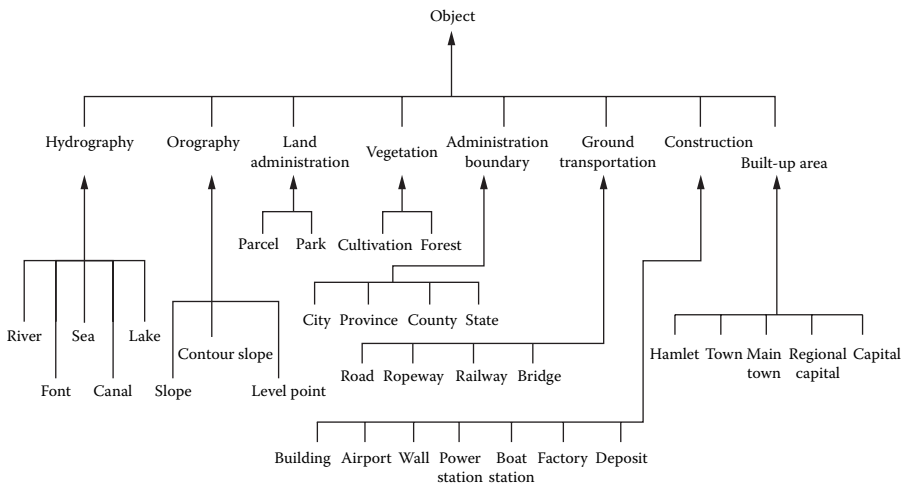 Object
Hydrography
Orography
Land
administration
Vegetation
Administration
boundary
Ground
transportation
Construction
Built-up area
Parcel
Park
Cultivation
Forest
City
Province
County
State
River
Sea
Lake
Font
Canal
Contour slope
Slope
Level point
Road
Ropeway
Railway
Bridge
Hamlet
Town
Main
town
Regional
capital
Capital
Building
Airport
Wall
Power
station
Boat
station
Factory
Deposit